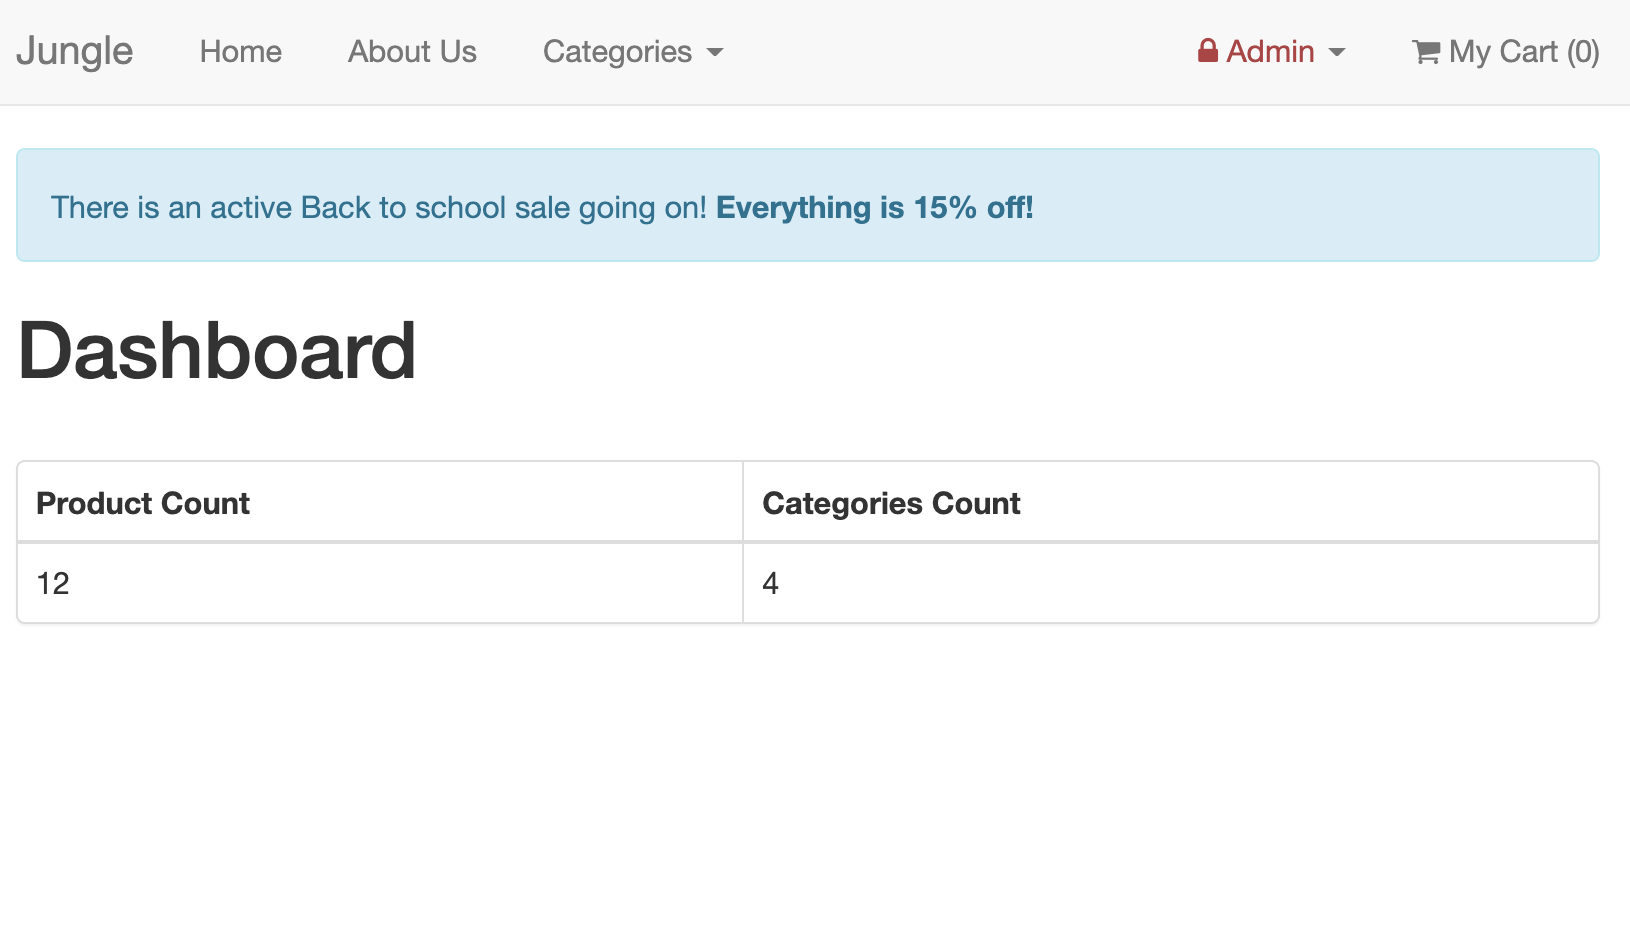 Jungle Home About Us Categories Admin My Cart (0)
There is an active Back to school sale going on! Everything is 15% off!
Dashboard
Product Count Categories Count
12 4